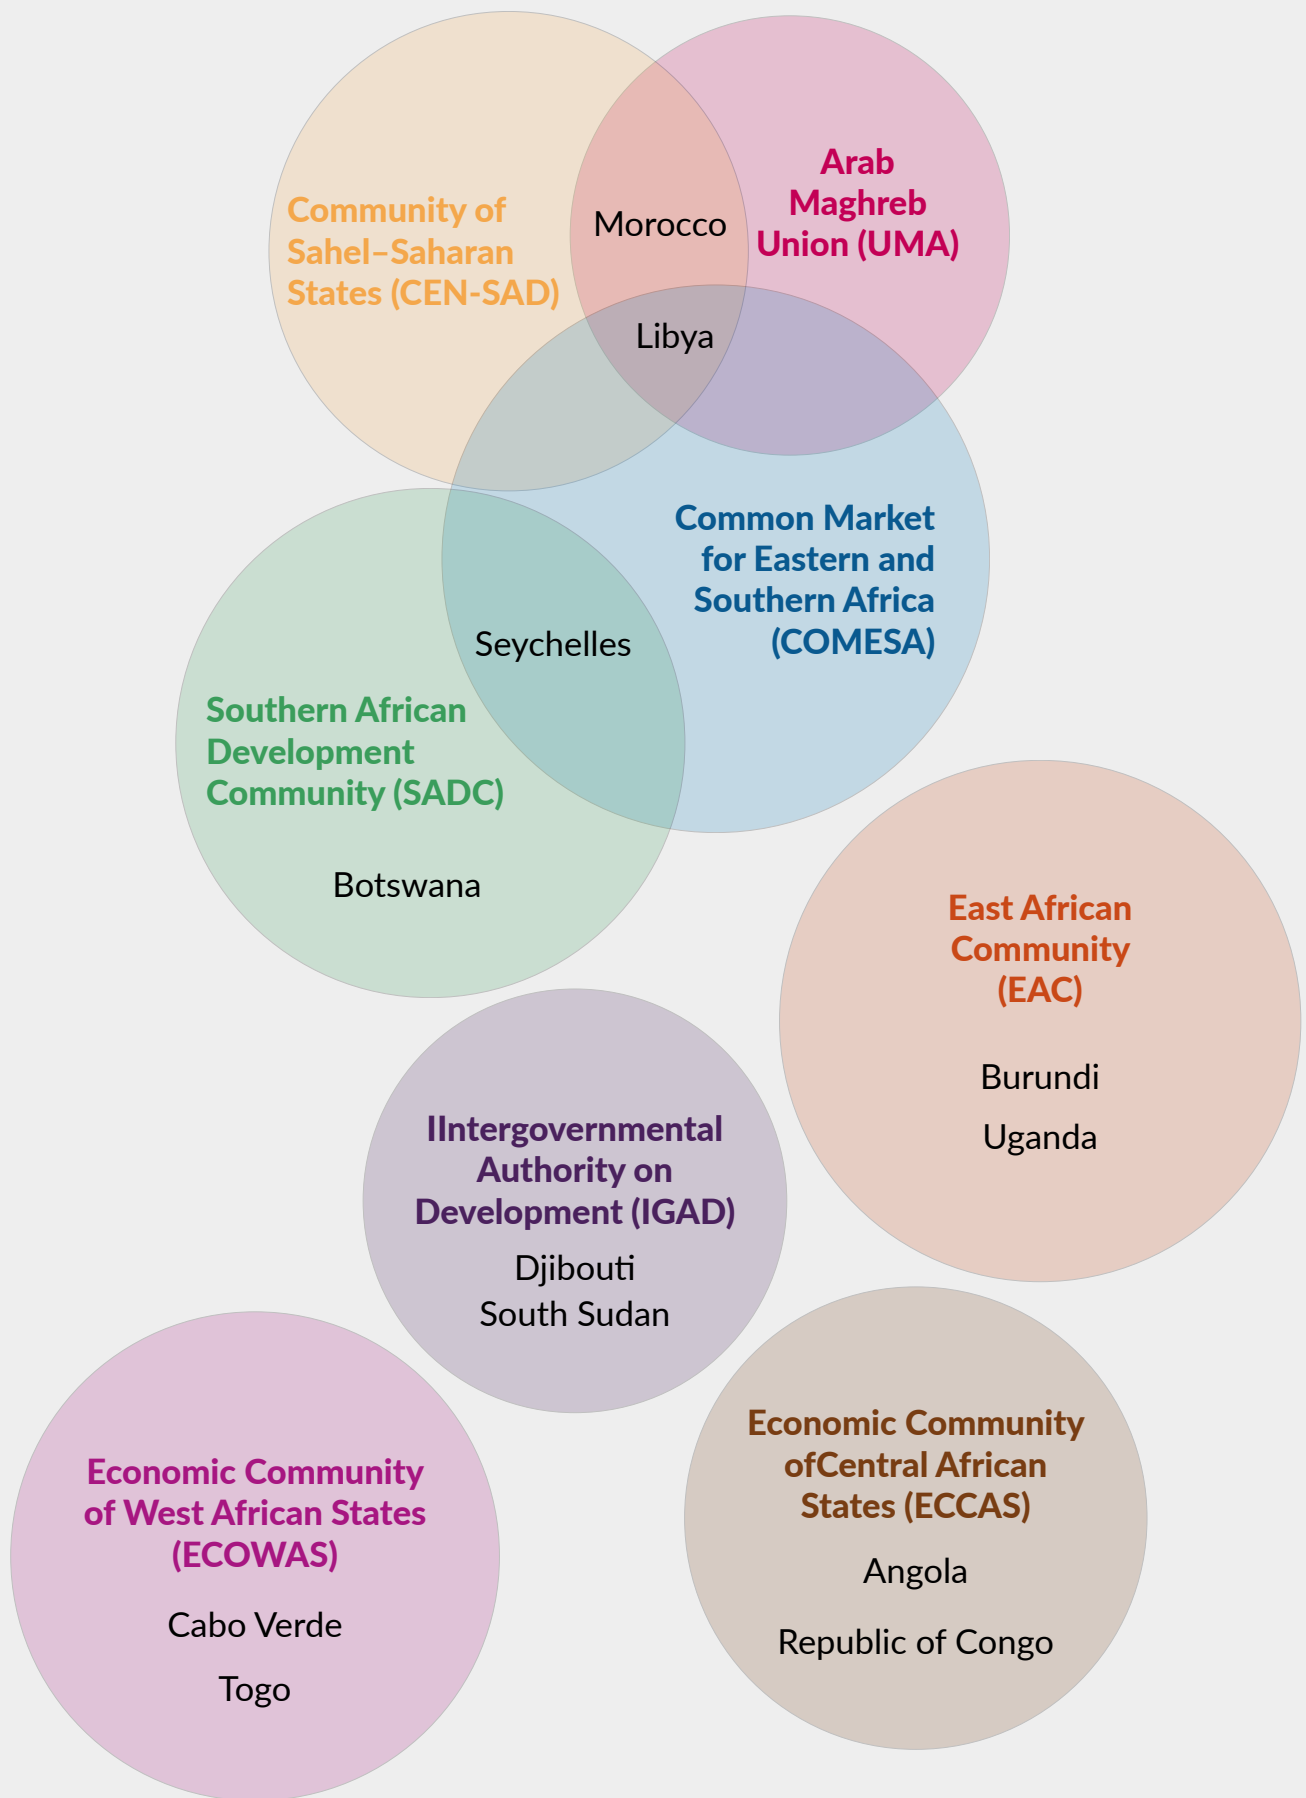 Community of
Sahel–Saharan
States (CEN-SAD)
Arab
Maghreb
Union (UMA)
Morocco
Libya
Common Market
for Eastern and
Southern Africa
(COMESA)
Seychelles
Southern African
Development
Community (SADC)
Botswana
East African
Community
(EAC)
Burundi
Uganda
IIntergovernmental
Authority on
Development (IGAD)
Djibouti
South Sudan
Economic Community
ofCentral African
States (ECCAS)
Angola
Republic of Congo
Economic Community
of West African States
(ECOWAS)
Cabo Verde
Togo